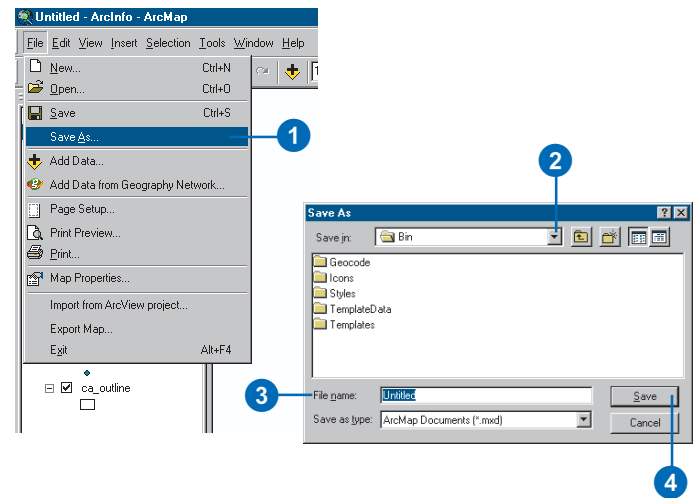 Untitled - ArcInfo - ArcMap
File Edit View Insert Selection Tools Window Help
New... Ctrl+N
Open... Ctrl+O
Save Ctrl+S
Save As...
1
Add Data...
Add Data from Geography Network...
Page Setup...
Print Preview...
Print...
Map Properties...
Import from ArcView project...
Export Map...
Exit Alt+F4
ca_outline
2
Save As
Save in: Bin
Geocode
Icons
Styles
TemplateData
Templates
3
File name: Untitled Save
Save as type: ArcMap Documents (*.mxd) Cancel
4